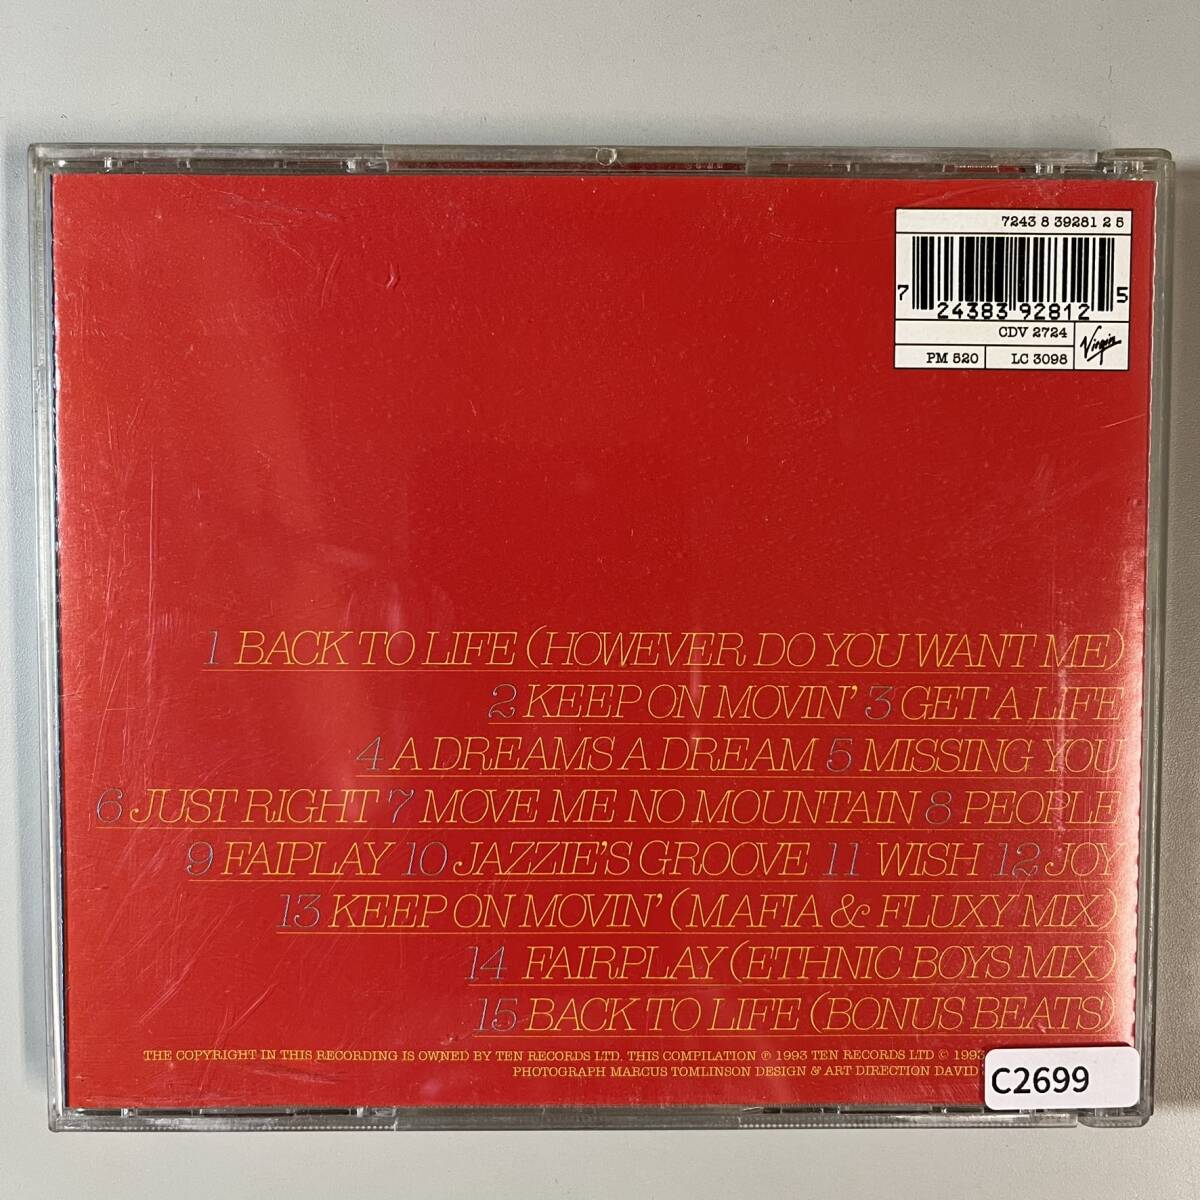 7243 8 39281 2 5
7 24383 92812 5
CDV 2724
PM 520 LC 3098 Virgin
1 BACK TO LIFE (HOWEVER DO YOU WANT ME)
2 KEEP ON MOVIN' 3 GET A LIFE
4 A DREAMS A DREAM 5 MISSING YOU
6 JUST RIGHT 7 MOVE ME NO MOUNTAIN 8 PEOPLE
9 FAIPLAY 10 JAZZIE'S GROOVE 11 WISH 12 JOY
13 KEEP ON MOVIN' (MAFIA & FLUXY MIX)
14 FAIRPLAY (ETHNIC BOYS MIX)
15 BACK TO LIFE (BONUS BEATS)
THE COPYRIGHT IN THIS RECORDING IS OWNED BY TEN RECORDS LTD. THIS COMPILATION ℗ 1993 TEN RECORDS LTD © 1993
PHOTOGRAPH MARCUS TOMLINSON DESIGN & ART DIRECTION DAVID
C2699